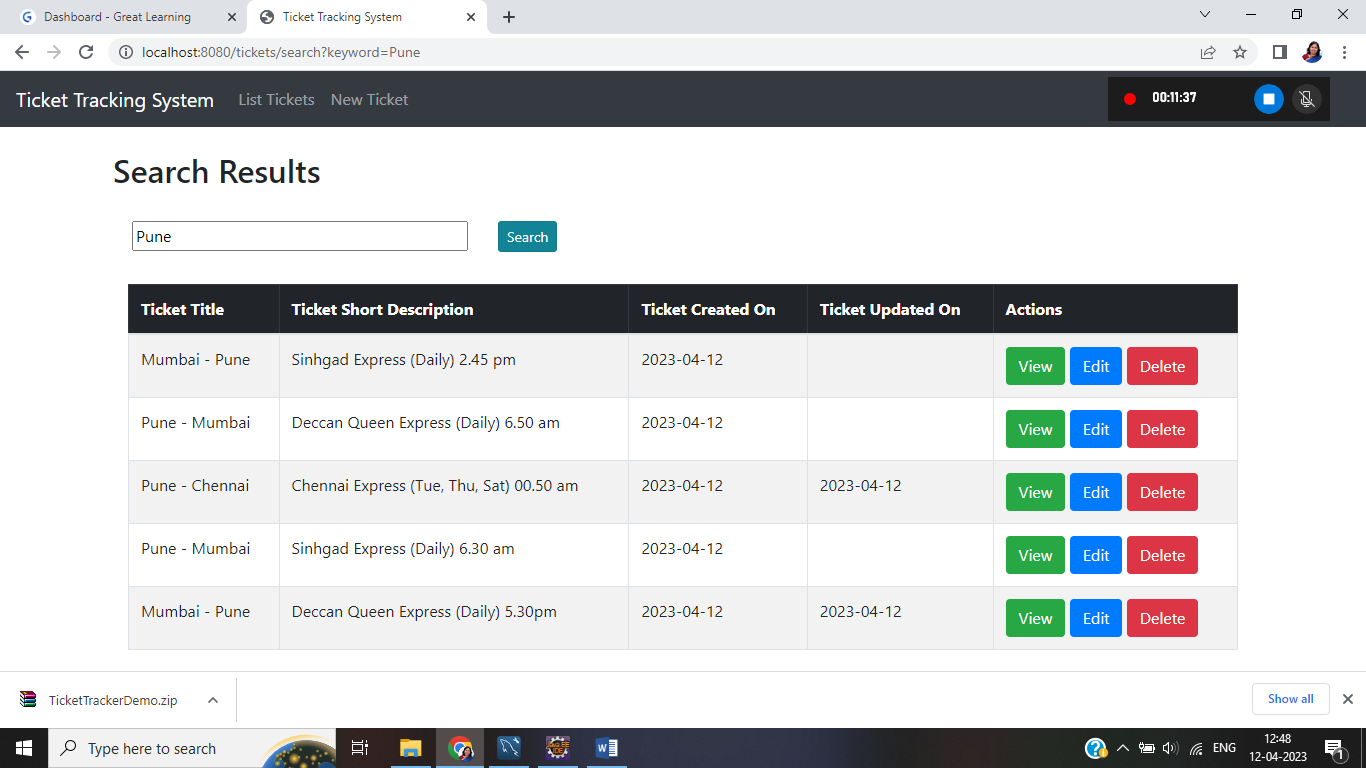 Dashboard - Great Learning
Ticket Tracking System
localhost:8080/tickets/search?keyword=Pune
Ticket Tracking System List Tickets New Ticket 00:11:37
Search Results
Pune Search
Ticket Title Ticket Short Description Ticket Created On Ticket Updated On Actions
Mumbai - Pune Sinhgad Express (Daily) 2.45 pm 2023-04-12 View Edit Delete
Pune - Mumbai Deccan Queen Express (Daily) 6.50 am 2023-04-12 View Edit Delete
Pune - Chennai Chennai Express (Tue, Thu, Sat) 00.50 am 2023-04-12 2023-04-12 View Edit Delete
Pune - Mumbai Sinhgad Express (Daily) 6.30 am 2023-04-12 View Edit Delete
Mumbai - Pune Deccan Queen Express (Daily) 5.30pm 2023-04-12 2023-04-12 View Edit Delete
TicketTrackerDemo.zip Show all
Type here to search ENG 12:48
12-04-2023 1